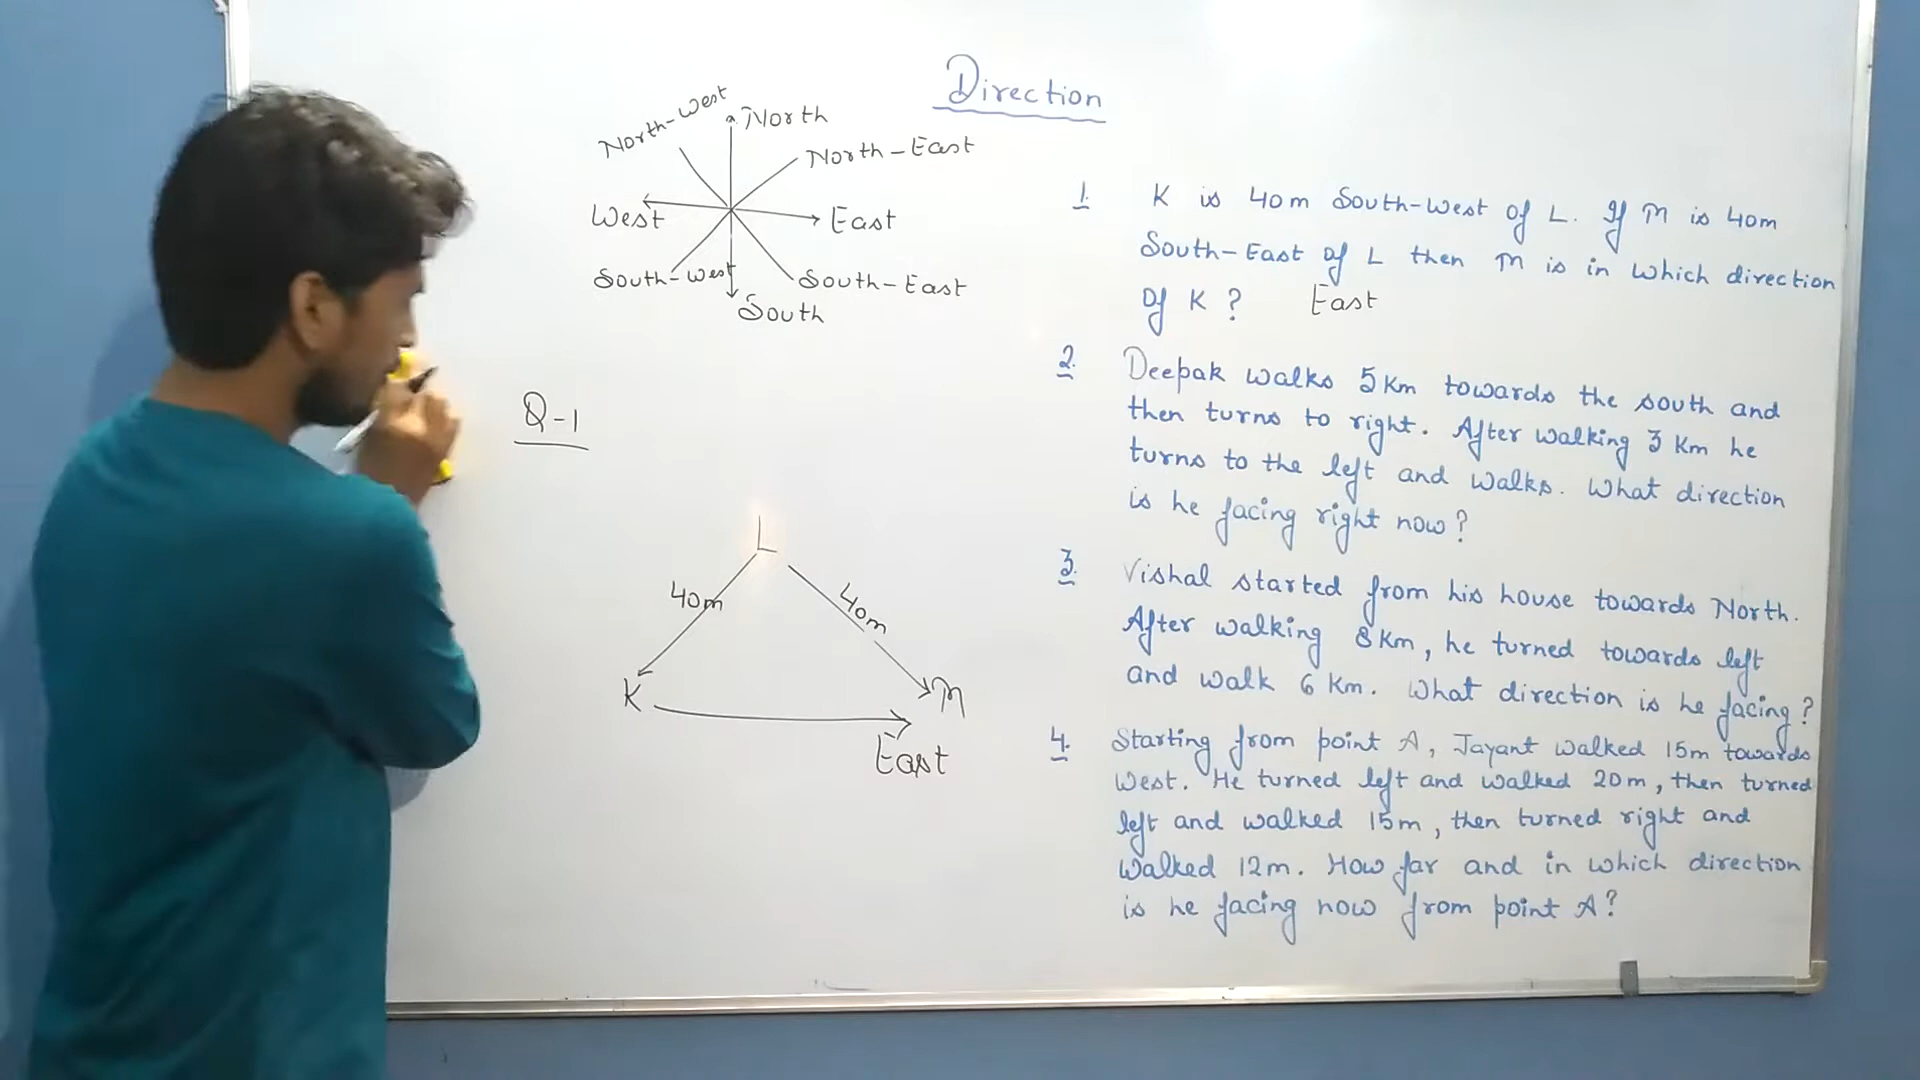 Direction
North-West
North
North-East
West
East
South-West
South-East
South
1. K is 40m South-West of L. If M is 40m
South-East of L then M is in which direction
of K ? East
2. Deepak walks 5 Km towards the south and
then turns to right. After walking 3 Km he
turns to the left and walks. What direction
is he facing right now?
3. Vishal started from his house towards North.
After walking 8 Km, he turned towards left
and walk 6 Km. What direction is he facing?
4. Starting from point A, Jayant walked 15m towards
West. He turned left and walked 20m, then turned
left and walked 15m, then turned right and
walked 12m. How far and in which direction
is he facing now from point A?
Q-1
L
40m
40m
K
M
East